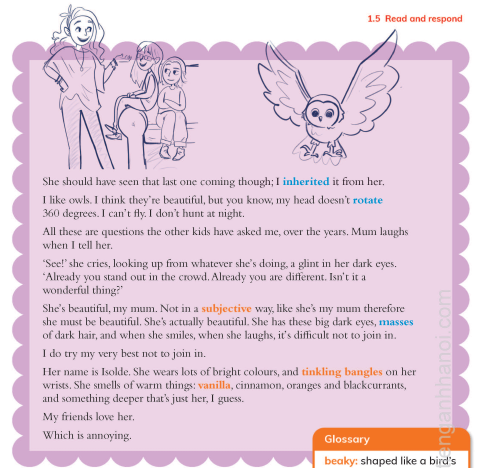 1.5 Read and respond
She should have seen that last one coming though; I inherited it from her.
I like owls. I think they're beautiful, but you know, my head doesn't rotate
360 degrees. I can't fly. I don't hunt at night.
All these are questions the other kids have asked me, over the years. Mum laughs
when I tell her.
'See!' she cries, looking up from whatever she's doing, a glint in her dark eyes.
'Already you stand out in the crowd. Already you are different. Isn't it a
wonderful thing?'
She's beautiful, my mum. Not in a subjective way, like she's my mum therefore
she must be beautiful. She's actually beautiful. She has these big dark eyes, masses
of dark hair, and when she smiles, when she laughs, it's difficult not to join in.
I do try my very best not to join in.
Her name is Isolde. She wears lots of bright colours, and tinkling bangles on her
wrists. She smells of warm things: vanilla, cinnamon, oranges and blackcurrants,
and something deeper that's just her, I guess.
My friends love her.
Which is annoying.
Glossary
beaky: shaped like a bird's
tienganhhanoi.com